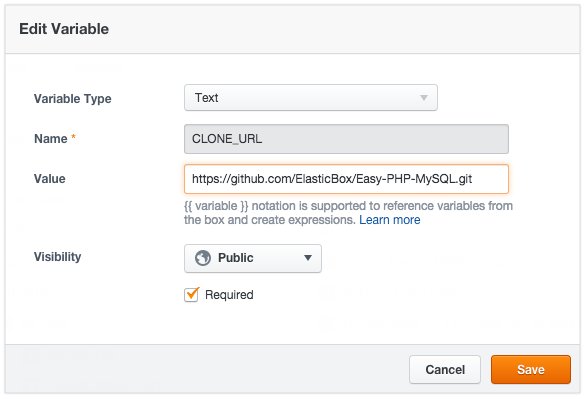 Edit Variable
Variable Type
Text
Name *
CLONE_URL
Value
https://github.com/ElasticBox/Easy-PHP-MySQL.git
{{ variable }} notation is supported to reference variables from
the box and create expressions. Learn more
Visibility
Public
Required
Cancel
Save